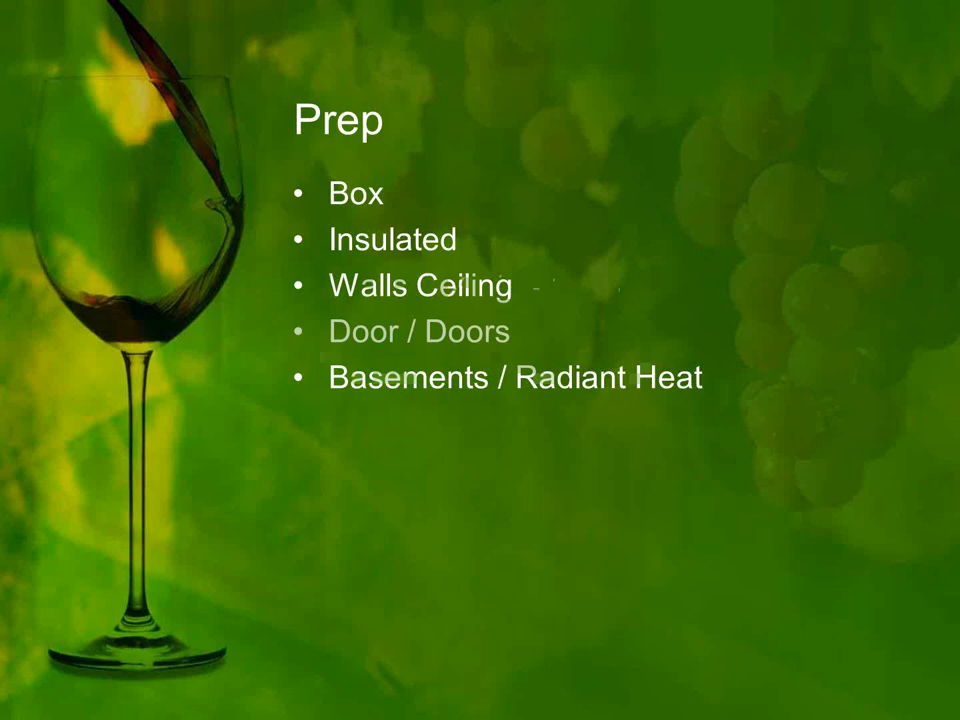 Prep
• Box
• Insulated
• Walls Ceiling
• Door / Doors
• Basements / Radiant Heat